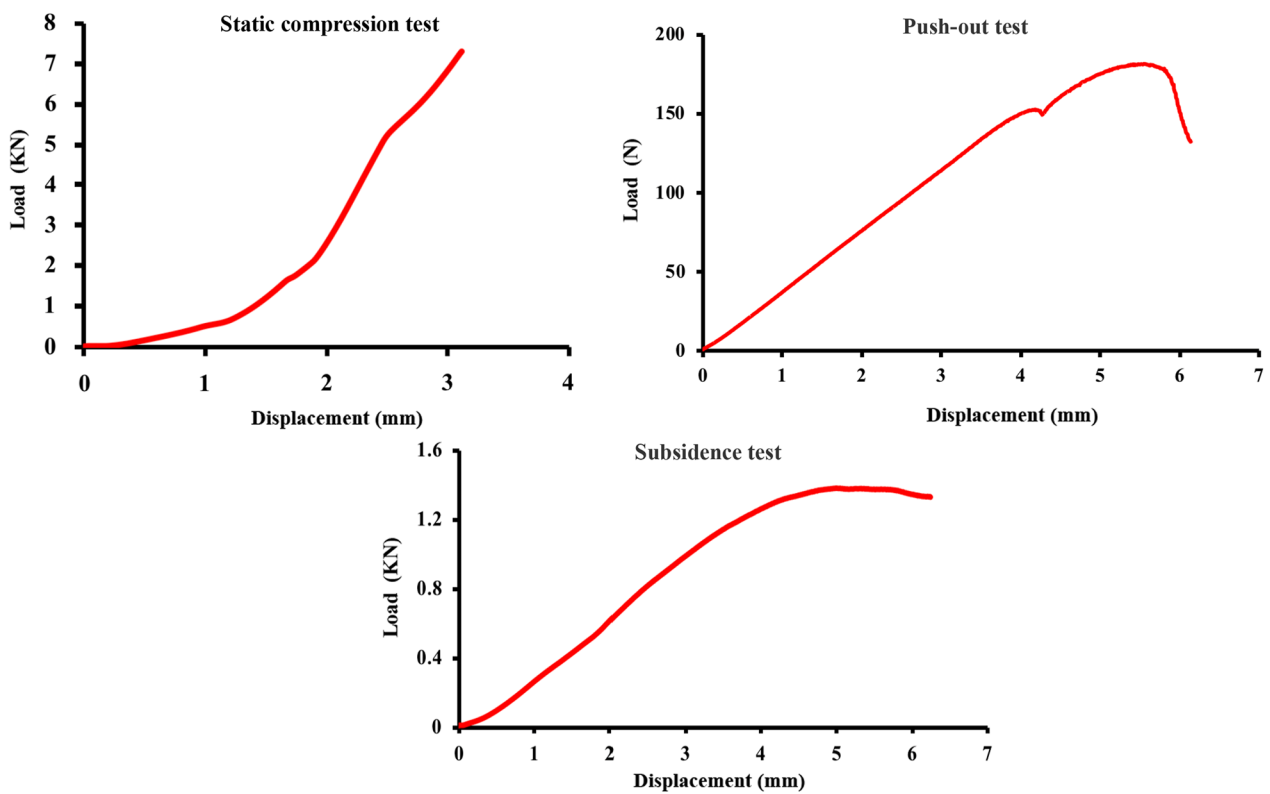 Static compression test
8
7
6
5
4
3
2
1
0
Load (KN)
0 1 2 3 4
Displacement (mm)
Push-out test
200
150
100
50
0
Load (N)
0 1 2 3 4 5 6 7
Displacement (mm)
Subsidence test
1.6
1.2
0.8
0.4
0
Load (KN)
0 1 2 3 4 5 6 7
Displacement (mm)